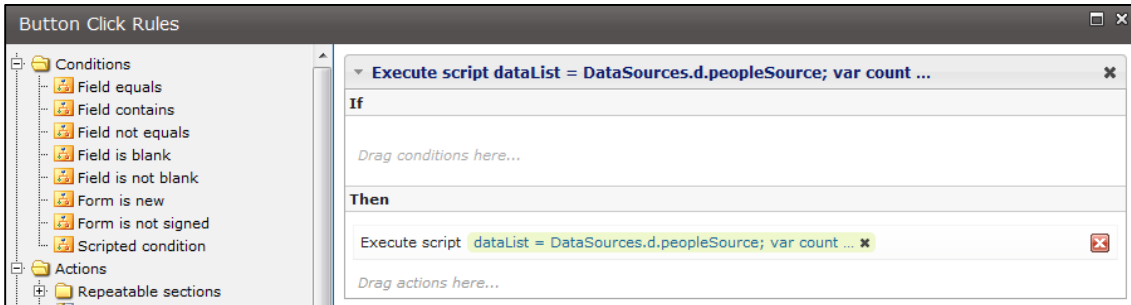 Button Click Rules
Conditions
Field equals
Field contains
Field not equals
Field is blank
Field is not blank
Form is new
Form is not signed
Scripted condition
Actions
Repeatable sections
Execute script dataList = DataSources.d.peopleSource; var count ...
If
Drag conditions here...
Then
Execute script dataList = DataSources.d.peopleSource; var count ...
Drag actions here...